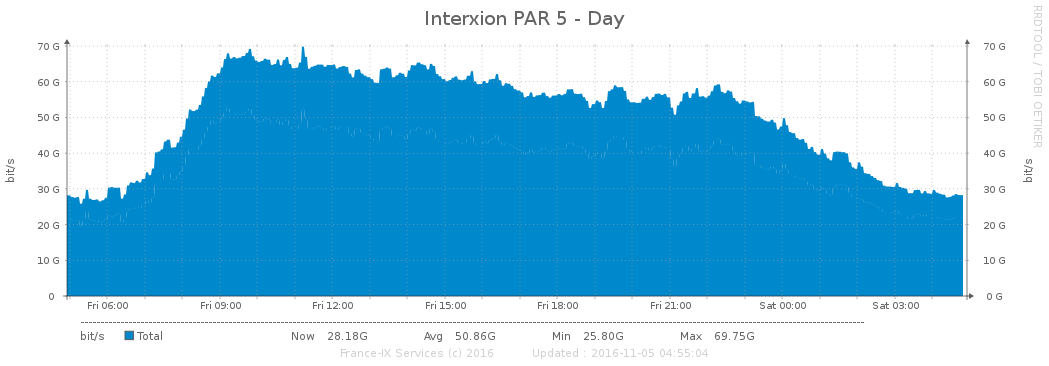 Interxion PAR 5 - Day
RRDTOOL / TOBI OETIKER
bit/s
70 G 70 G
60 G 60 G
50 G 50 G
40 G 40 G
30 G 30 G
20 G 20 G
10 G 10 G
0 0 G
bit/s
Fri 06:00 Fri 09:00 Fri 12:00 Fri 15:00 Fri 18:00 Fri 21:00 Sat 00:00 Sat 03:00
bit/s Total Now 28.18G Avg 50.86G Min 25.80G Max 69.75G
France-IX Services (c) 2016 Updated : 2016-11-05 04:55:04